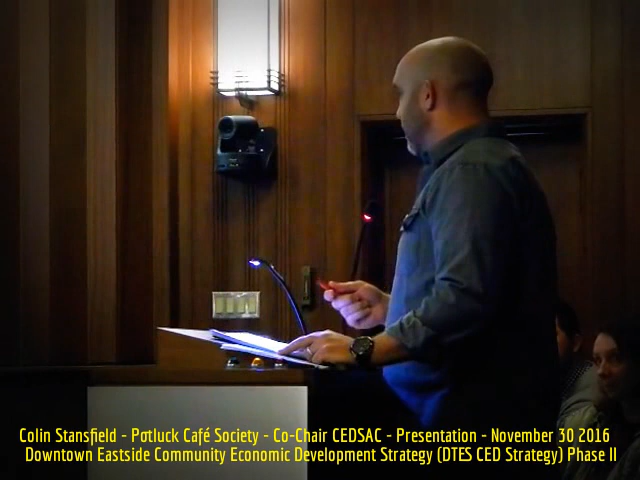 Colin Stansfield - Potluck Café Society - Co-Chair CEDSAC - Presentation - November 30 2016
Downtown Eastside Community Economic Development Strategy (DTES CED Strategy) Phase II